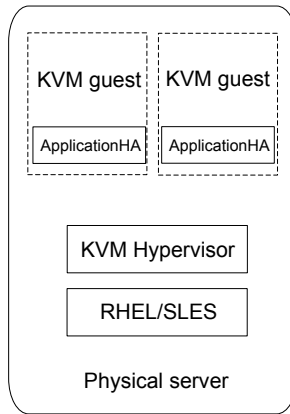 KVM guest KVM guest
ApplicationHA ApplicationHA
KVM Hypervisor
RHEL/SLES
Physical server